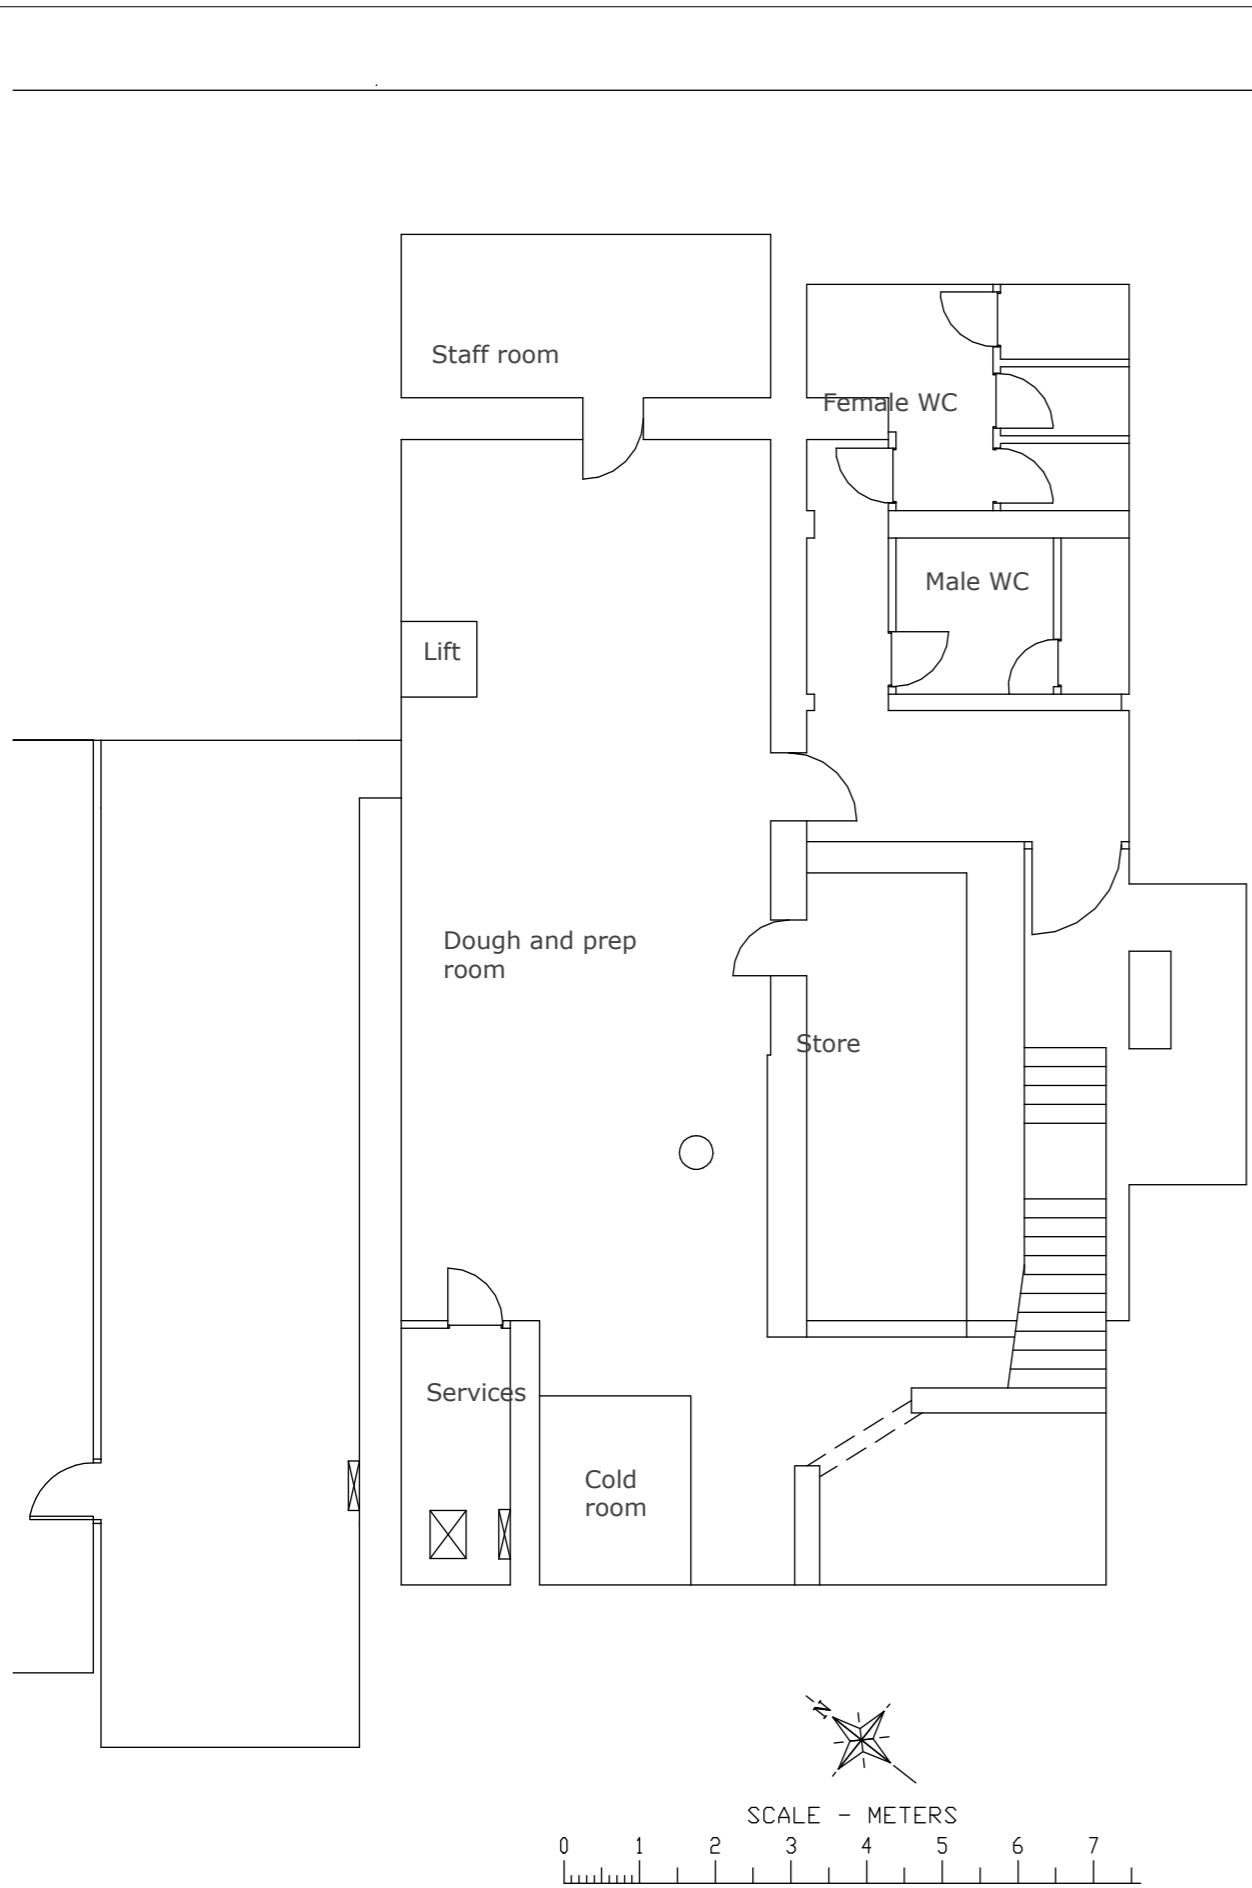 Staff room
Female WC
Male WC
Lift
Dough and prep
room
Store
Services
Cold
room
N
SCALE - METERS
0 1 2 3 4 5 6 7